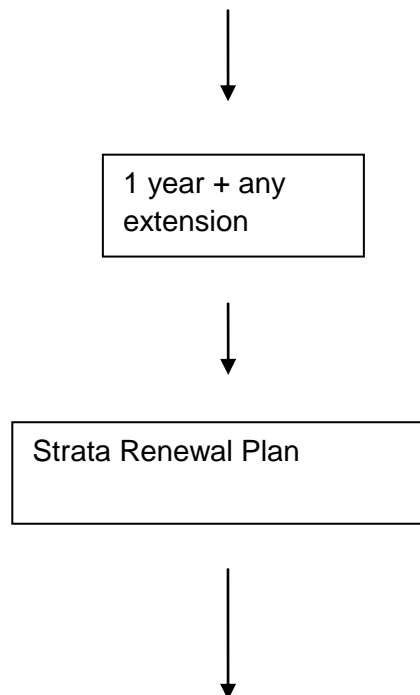 1 year + any
extension
Strata Renewal Plan